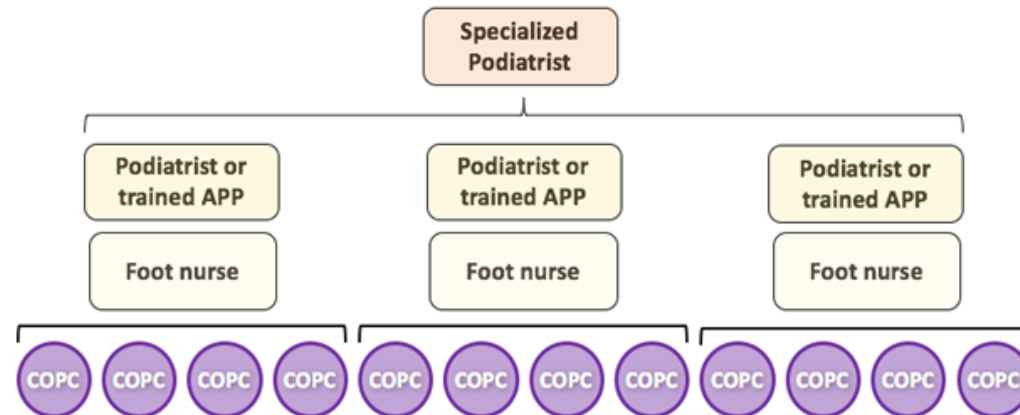 Specialized
Podiatrist
Podiatrist or
trained APP
Podiatrist or
trained APP
Podiatrist or
trained APP
Foot nurse
Foot nurse
Foot nurse
COPC COPC COPC COPC COPC COPC COPC COPC COPC COPC COPC COPC